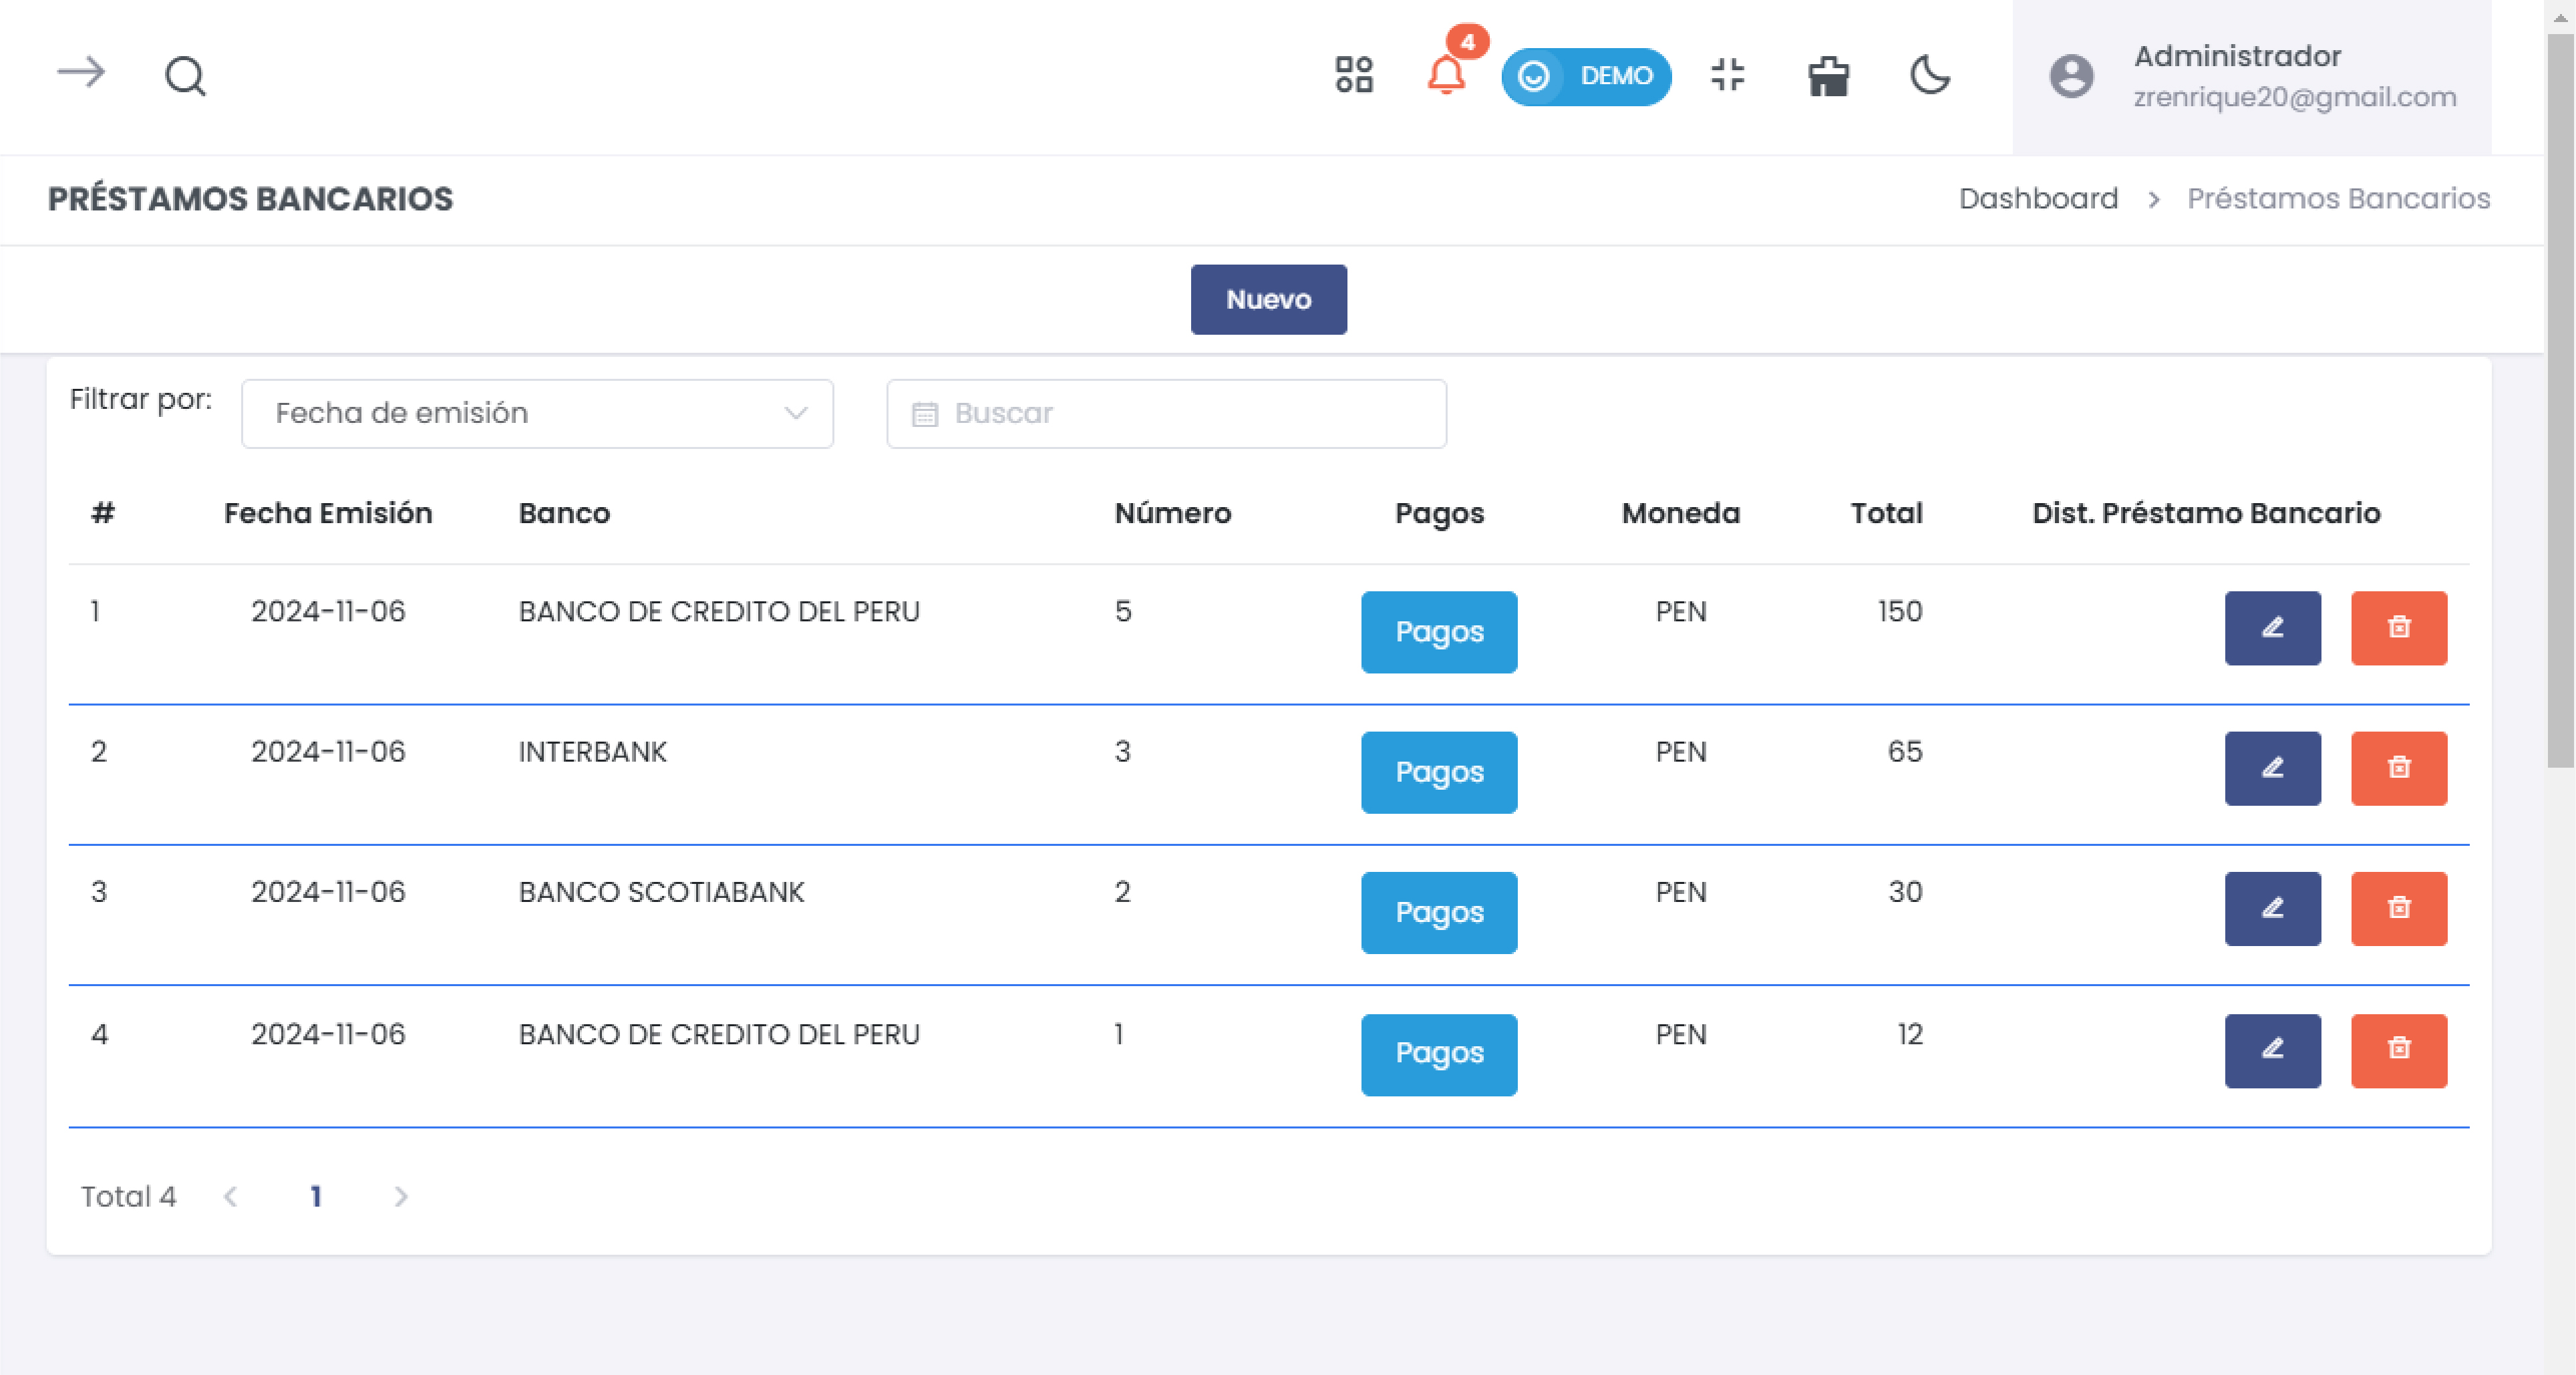 4
DEMO
Administrador
zrenrique20@gmail.com
PRÉSTAMOS BANCARIOS
Dashboard > Préstamos Bancarios
Nuevo
Filtrar por: Fecha de emisión Buscar
# Fecha Emisión Banco Número Pagos Moneda Total Dist. Préstamo Bancario
1 2024-11-06 BANCO DE CREDITO DEL PERU 5 Pagos PEN 150
2 2024-11-06 INTERBANK 3 Pagos PEN 65
3 2024-11-06 BANCO SCOTIABANK 2 Pagos PEN 30
4 2024-11-06 BANCO DE CREDITO DEL PERU 1 Pagos PEN 12
Total 4 < 1 >